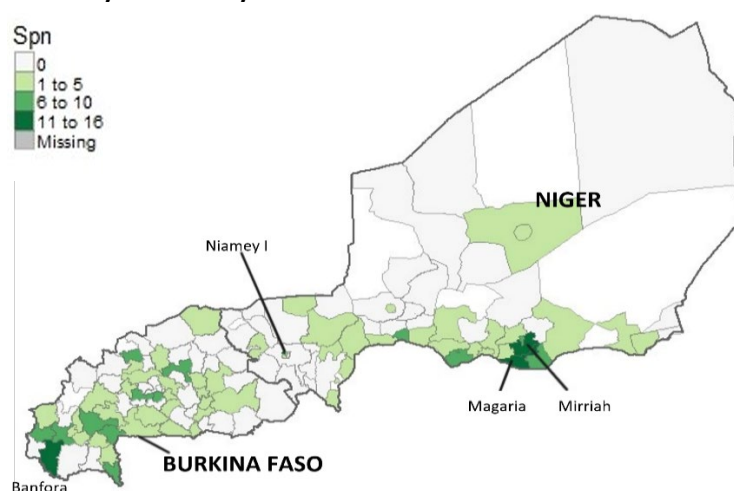 Spn
0
1 to 5
6 to 10
11 to 16
Missing
NIGER
Niamey I
Magaria
Mirriah
BURKINA FASO
Banfora